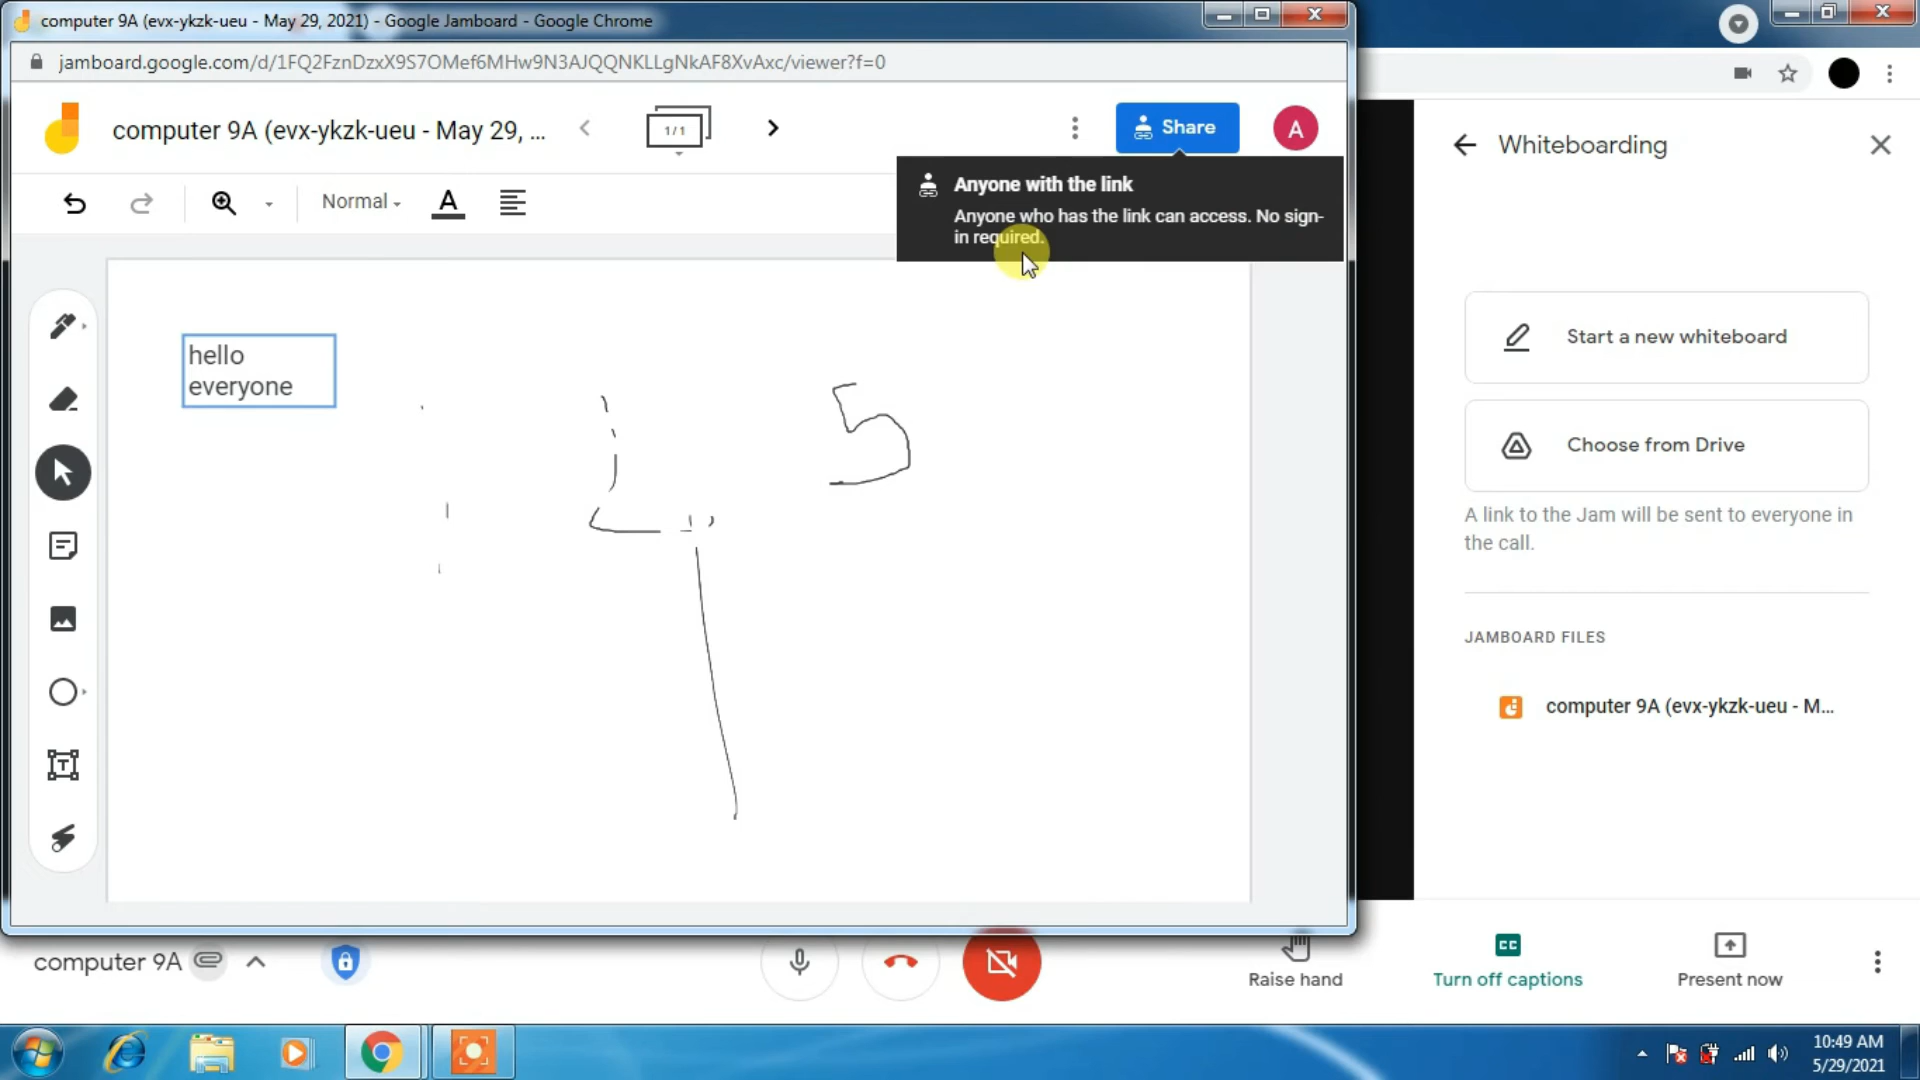 computer 9A (evx-ykzk-ueu - May 29, 2021) - Google Jamboard - Google Chrome
jamboard.google.com/d/1FQ2FznDzxX9S7OMef6MHw9N3AJQQNKLLgNkAF8XvAxc/viewer?f=0
computer 9A (evx-ykzk-ueu - May 29, ...
1/1
Share
A
Anyone with the link
Anyone who has the link can access. No sign-
in required.
Normal
A
hello
everyone
5
Whiteboarding
Start a new whiteboard
Choose from Drive
A link to the Jam will be sent to everyone in
the call.
JAMBOARD FILES
computer 9A (evx-ykzk-ueu - M...
computer 9A
Raise hand
CC
Turn off captions
Present now
10:49 AM
5/29/2021